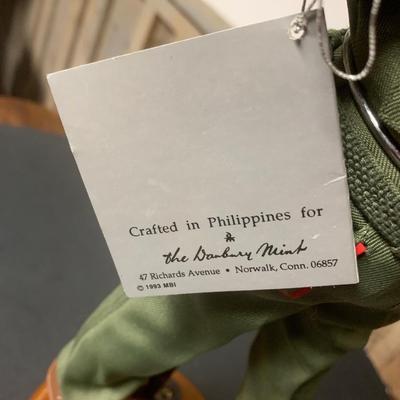 Crafted in Philippines for
the Danbury Mint
47 Richards Avenue • Norwalk, Conn. 06857
© 1993 MBI